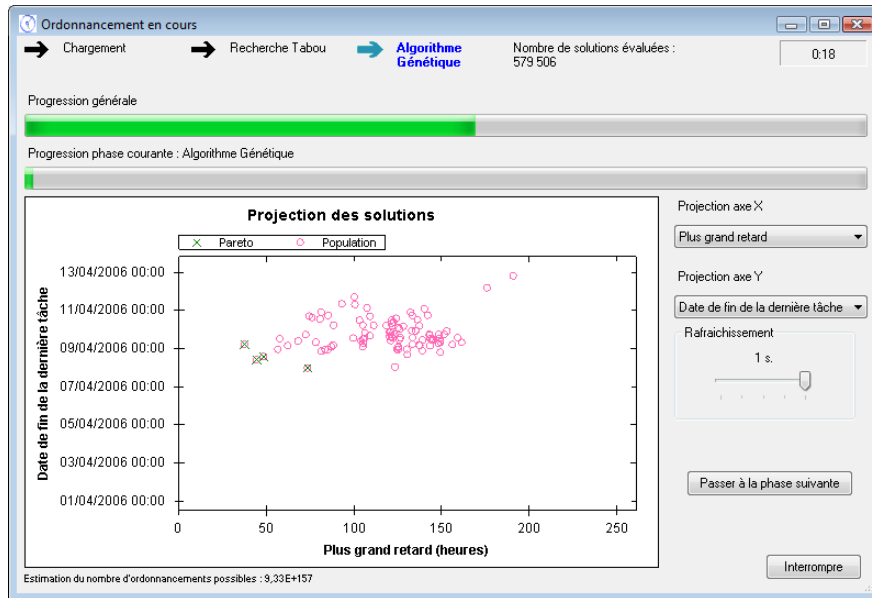 Ordonnancement en cours
Chargement
Recherche Tabou
Algorithme
Génétique
Nombre de solutions évaluées :
579 506
0:18
Progression générale
Progression phase courante : Algorithme Génétique
Projection des solutions
Pareto
Population
Date de fin de la dernière tâche
13/04/2006 00:00
11/04/2006 00:00
09/04/2006 00:00
07/04/2006 00:00
05/04/2006 00:00
03/04/2006 00:00
01/04/2006 00:00
0 50 100 150 200 250
Plus grand retard (heures)
Estimation du nombre d'ordonnancements possibles : 9,33E+157
Projection axe X
Plus grand retard
Projection axe Y
Date de fin de la dernière tâche
Rafraichissement
1 s.
Passer à la phase suivante
Interrompre